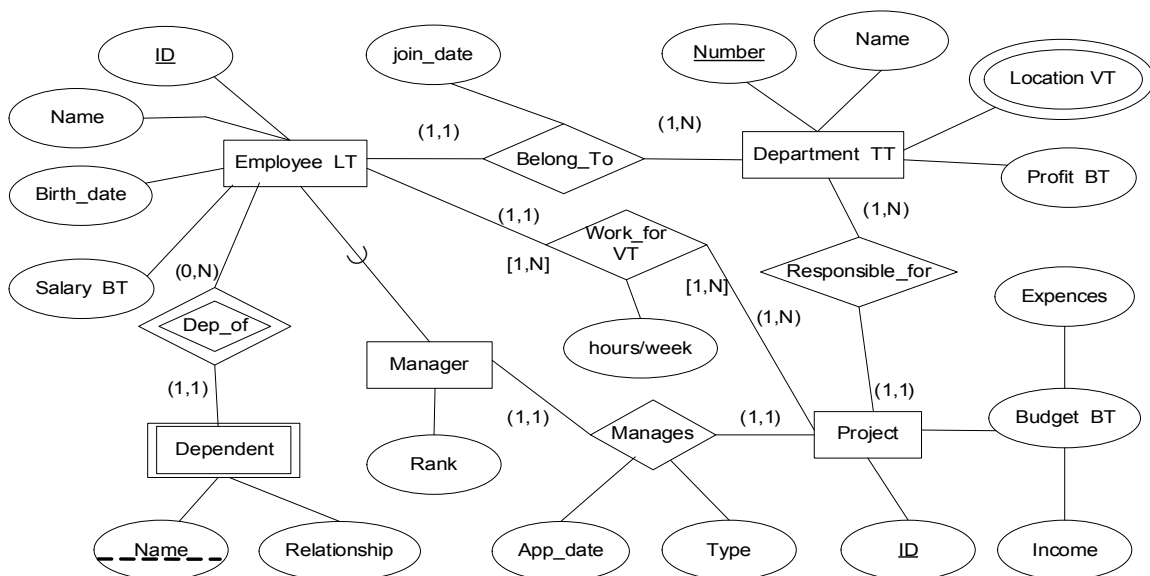 ID
join_date
Number
Name
Location VT
Name
(1,1)
(1,N)
Employee LT
Belong_To
Department TT
Birth_date
Profit BT
(1,1)
Work_for
VT
(1,N)
Salary BT
(0,N)
[1,N]
[1,N]
Responsible_for
Dep_of
(1,N)
Expences
hours/week
Manager
(1,1)
(1,1)
(1,1)
(1,1)
Manages
Project
Budget BT
Dependent
Rank
Name
Relationship
App_date
Type
ID
Income